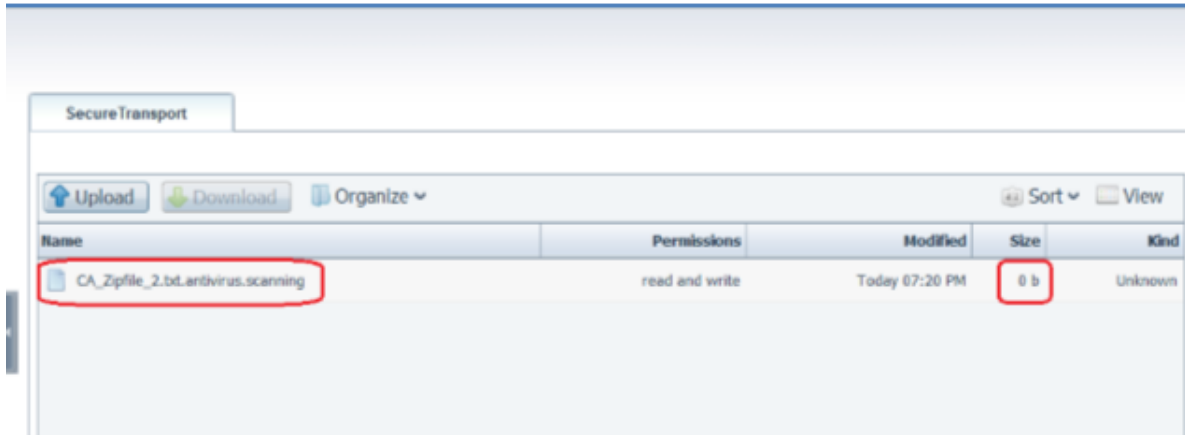 SecureTransport
Upload Download Organize Sort View
Name Permissions Modified Size Kind
CA_Zipfile_2.txt.antivirus.scanning read and write Today 07:20 PM 0 b Unknown